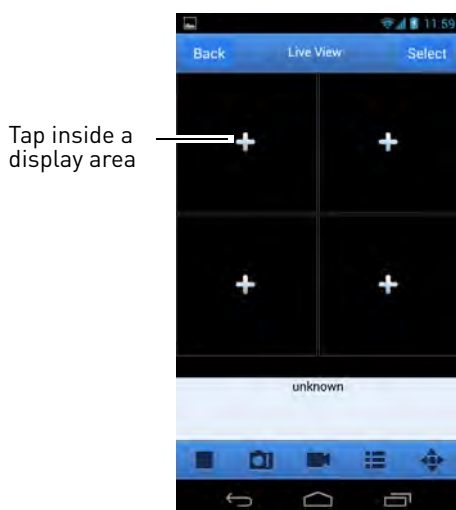 11:59
Back Live View Select
Tap inside a
display area
unknown